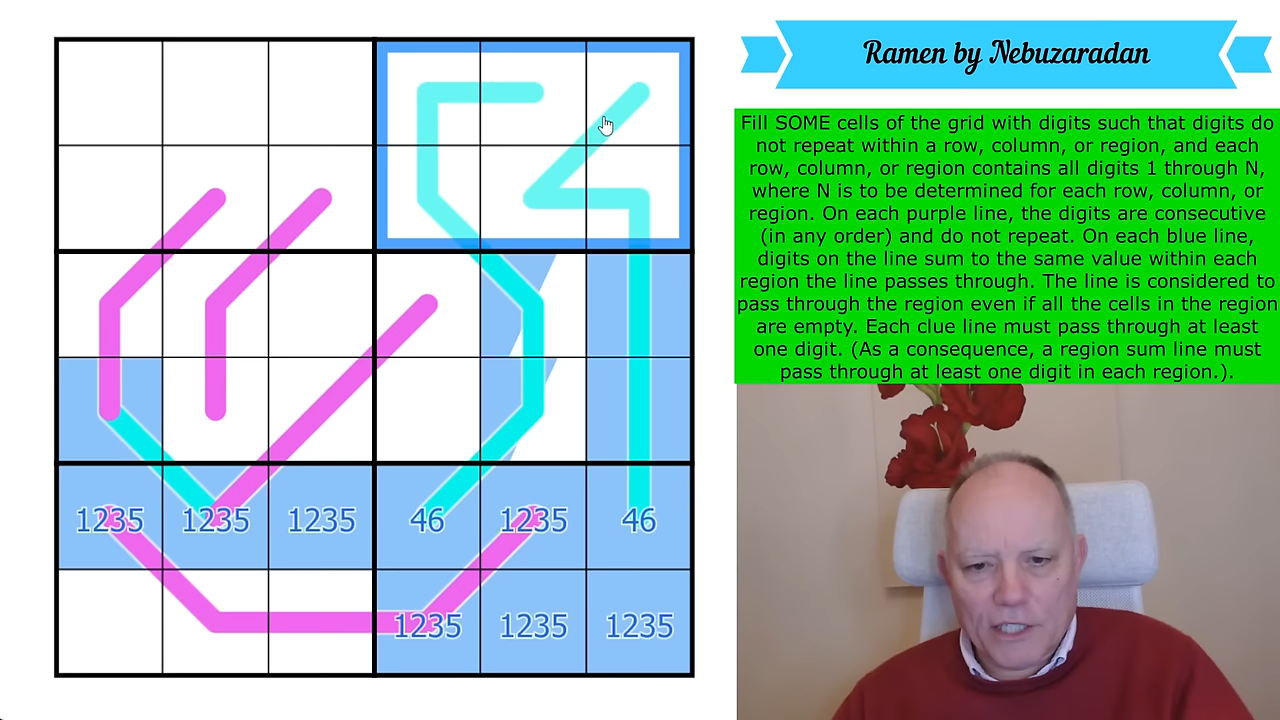 Ramen by Nebuzaradan
Fill SOME cells of the grid with digits such that digits do
not repeat within a row, column, or region, and each
row, column, or region contains all digits 1 through N,
where N is to be determined for each row, column, or
region. On each purple line, the digits are consecutive
(in any order) and do not repeat. On each blue line,
digits on the line sum to the same value within each
region the line passes through. The line is considered to
pass through the region even if all the cells in the region
are empty. Each clue line must pass through at least
one digit. (As a consequence, a region sum line must
pass through at least one digit in each region.).
1235 1235 1235 46 1235 46
1235 1235 1235